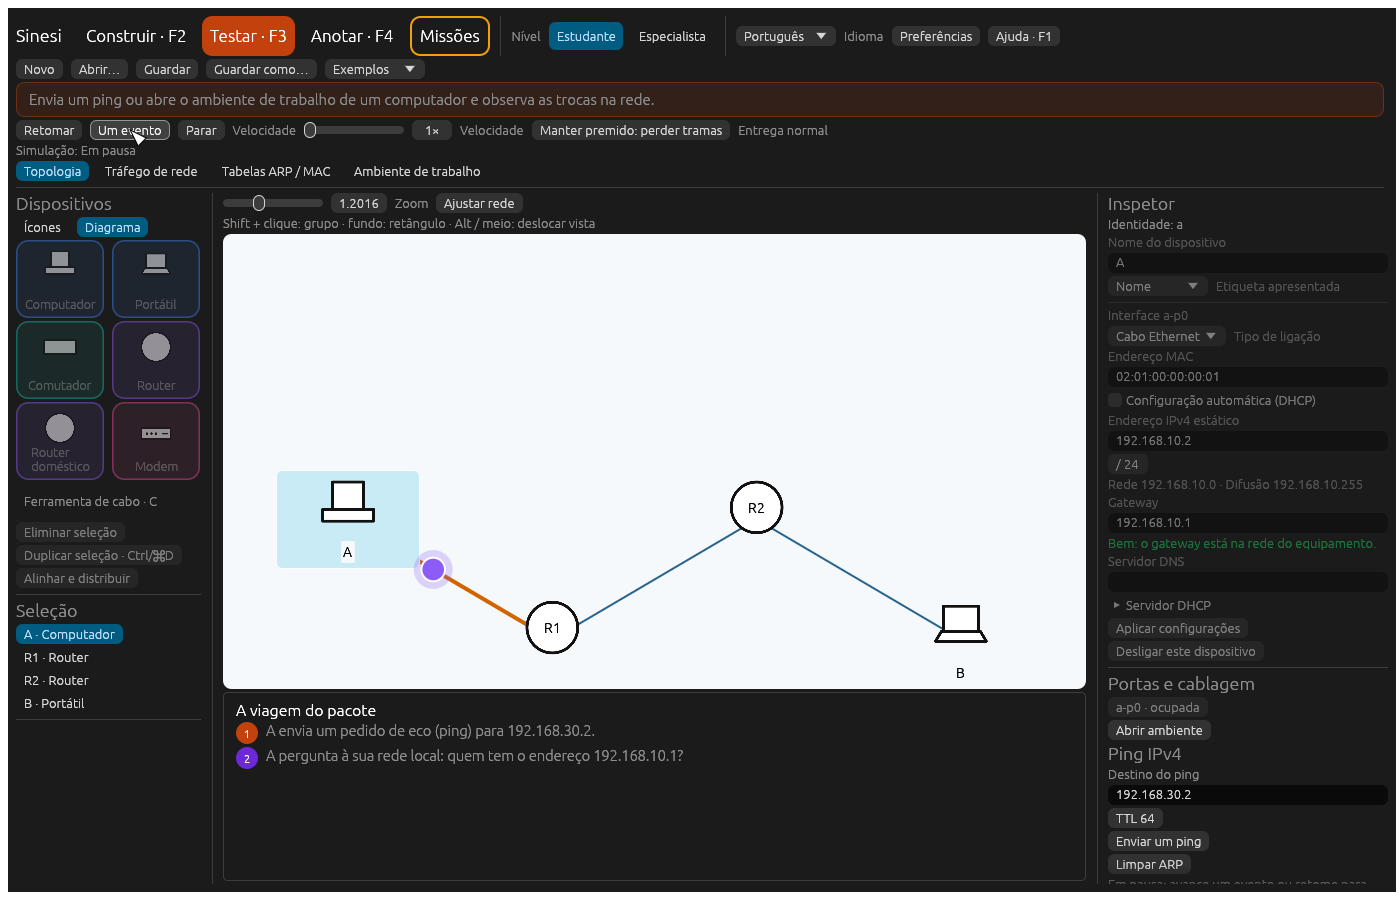 Sinesi Construir · F2 Testar · F3 Anotar · F4 Missões Nível Estudante Especialista Português Idioma Preferências Ajuda · F1
Novo Abrir… Guardar Guardar como… Exemplos
Envia um ping ou abre o ambiente de trabalho de um computador e observa as trocas na rede.
Retomar Um evento Parar Velocidade 1× Velocidade Manter premido: perder tramas Entrega normal
Simulação: Em pausa
Topologia Tráfego de rede Tabelas ARP / MAC Ambiente de trabalho
Dispositivos
Ícones Diagrama
Computador Portátil
Comutador Router
Router doméstico Modem
Ferramenta de cabo · C
Eliminar seleção
Duplicar seleção · Ctrl/⌘D
Alinhar e distribuir
Seleção
A · Computador
R1 · Router
R2 · Router
B · Portátil
1.2016 Zoom Ajustar rede
Shift + clique: grupo · fundo: retângulo · Alt / meio: deslocar vista
R2
A
R1
B
A viagem do pacote
1 A envia um pedido de eco (ping) para 192.168.30.2.
2 A pergunta à sua rede local: quem tem o endereço 192.168.10.1?
Inspetor
Identidade: a
Nome do dispositivo
A
Nome Etiqueta apresentada
Interface a-p0
Cabo Ethernet Tipo de ligação
Endereço MAC
02:01:00:00:00:01
Configuração automática (DHCP)
Endereço IPv4 estático
192.168.10.2
/ 24
Rede 192.168.10.0 · Difusão 192.168.10.255
Gateway
192.168.10.1
Bem: o gateway está na rede do equipamento.
Servidor DNS
Servidor DHCP
Aplicar configurações
Desligar este dispositivo
Portas e cablagem
a-p0 · ocupada
Abrir ambiente
Ping IPv4
Destino do ping
192.168.30.2
TTL 64
Enviar um ping
Limpar ARP
Em pausa: avance um evento ou retome para